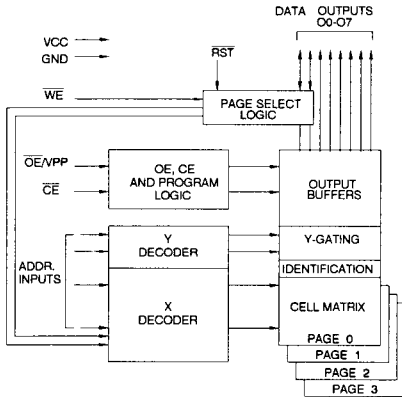 DATA OUTPUTS
O0-O7
VCC
GND
RST
WE
PAGE SELECT
LOGIC
OE/VPP
CE
OE, CE
AND PROGRAM
LOGIC
OUTPUT
BUFFERS
Y
DECODER
Y-GATING
ADDR.
INPUTS
IDENTIFICATION
X
DECODER
CELL MATRIX
PAGE 0
PAGE 1
PAGE 2
PAGE 3